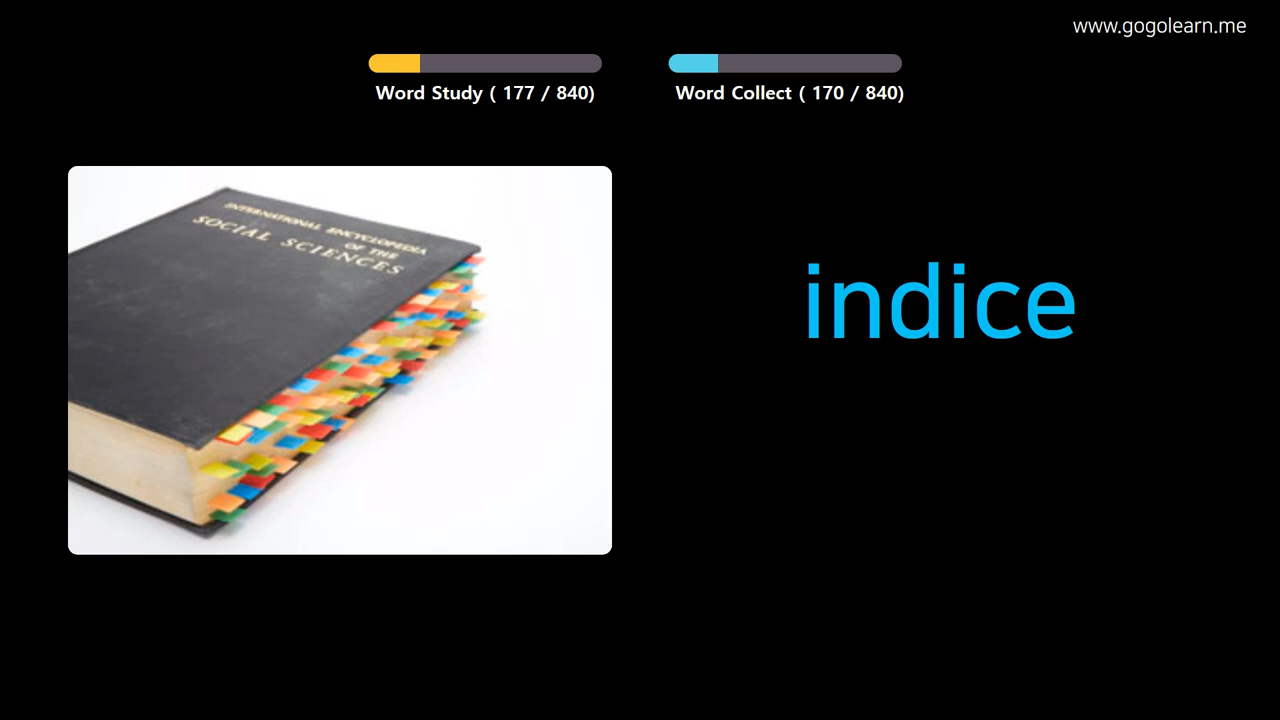 www.gogolearn.me
Word Study ( 177 / 840)
Word Collect ( 170 / 840)
INTERNATIONAL ENCYCLOPEDIA
OF THE
SOCIAL SCIENCES
indice